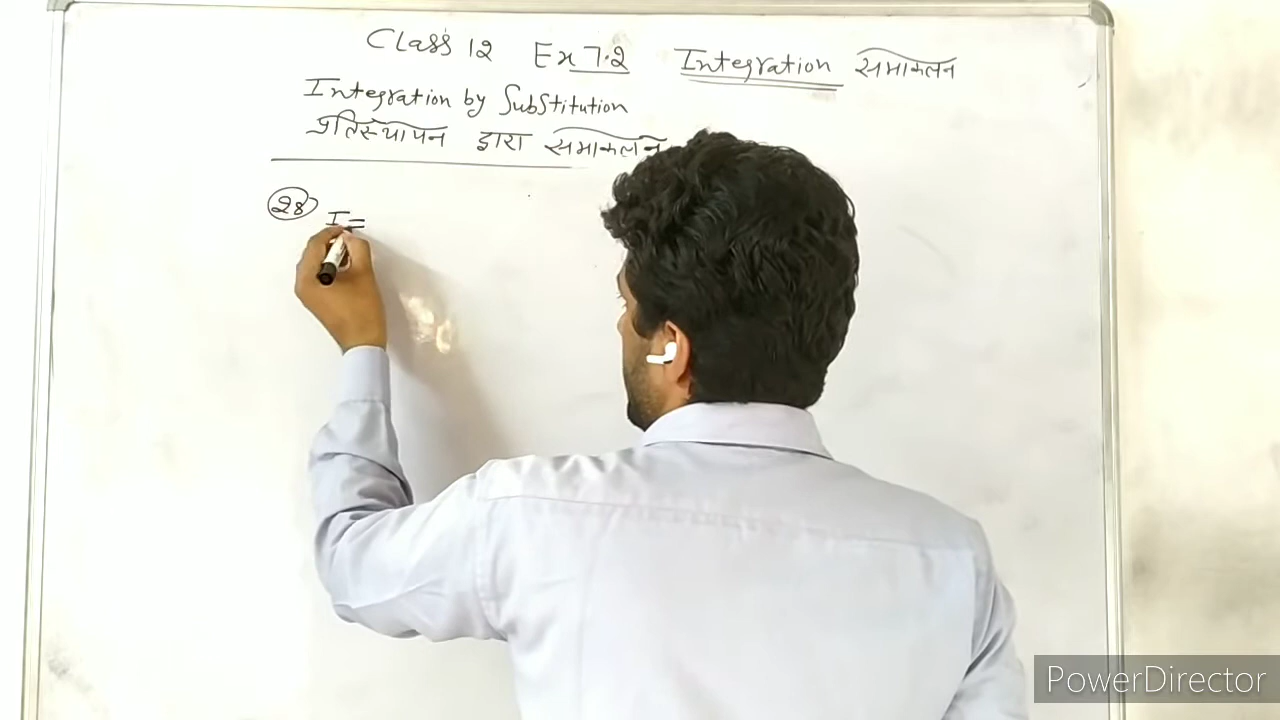 Class 12 Ex 7.2 Integration समाकलन
Integration by Substitution
प्रतिस्थापन द्वारा समाकलन
28 I =
PowerDirector